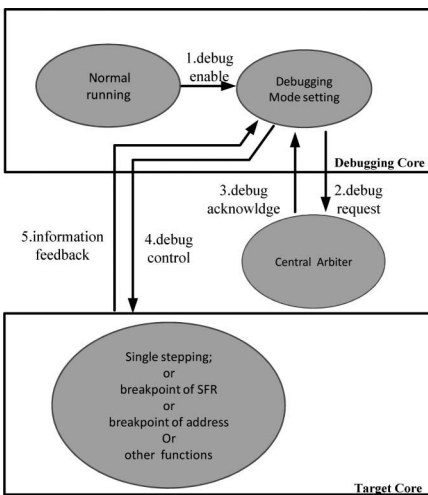 Normal
running
1.debug
enable
Debugging
Mode setting
Debugging Core
3.debug
acknowldge
2.debug
request
5.information
feedback
4.debug
control
Central Arbiter
Single stepping;
or
breakpoint of SFR
or
breakpoint of address
Or
other functions
Target Core